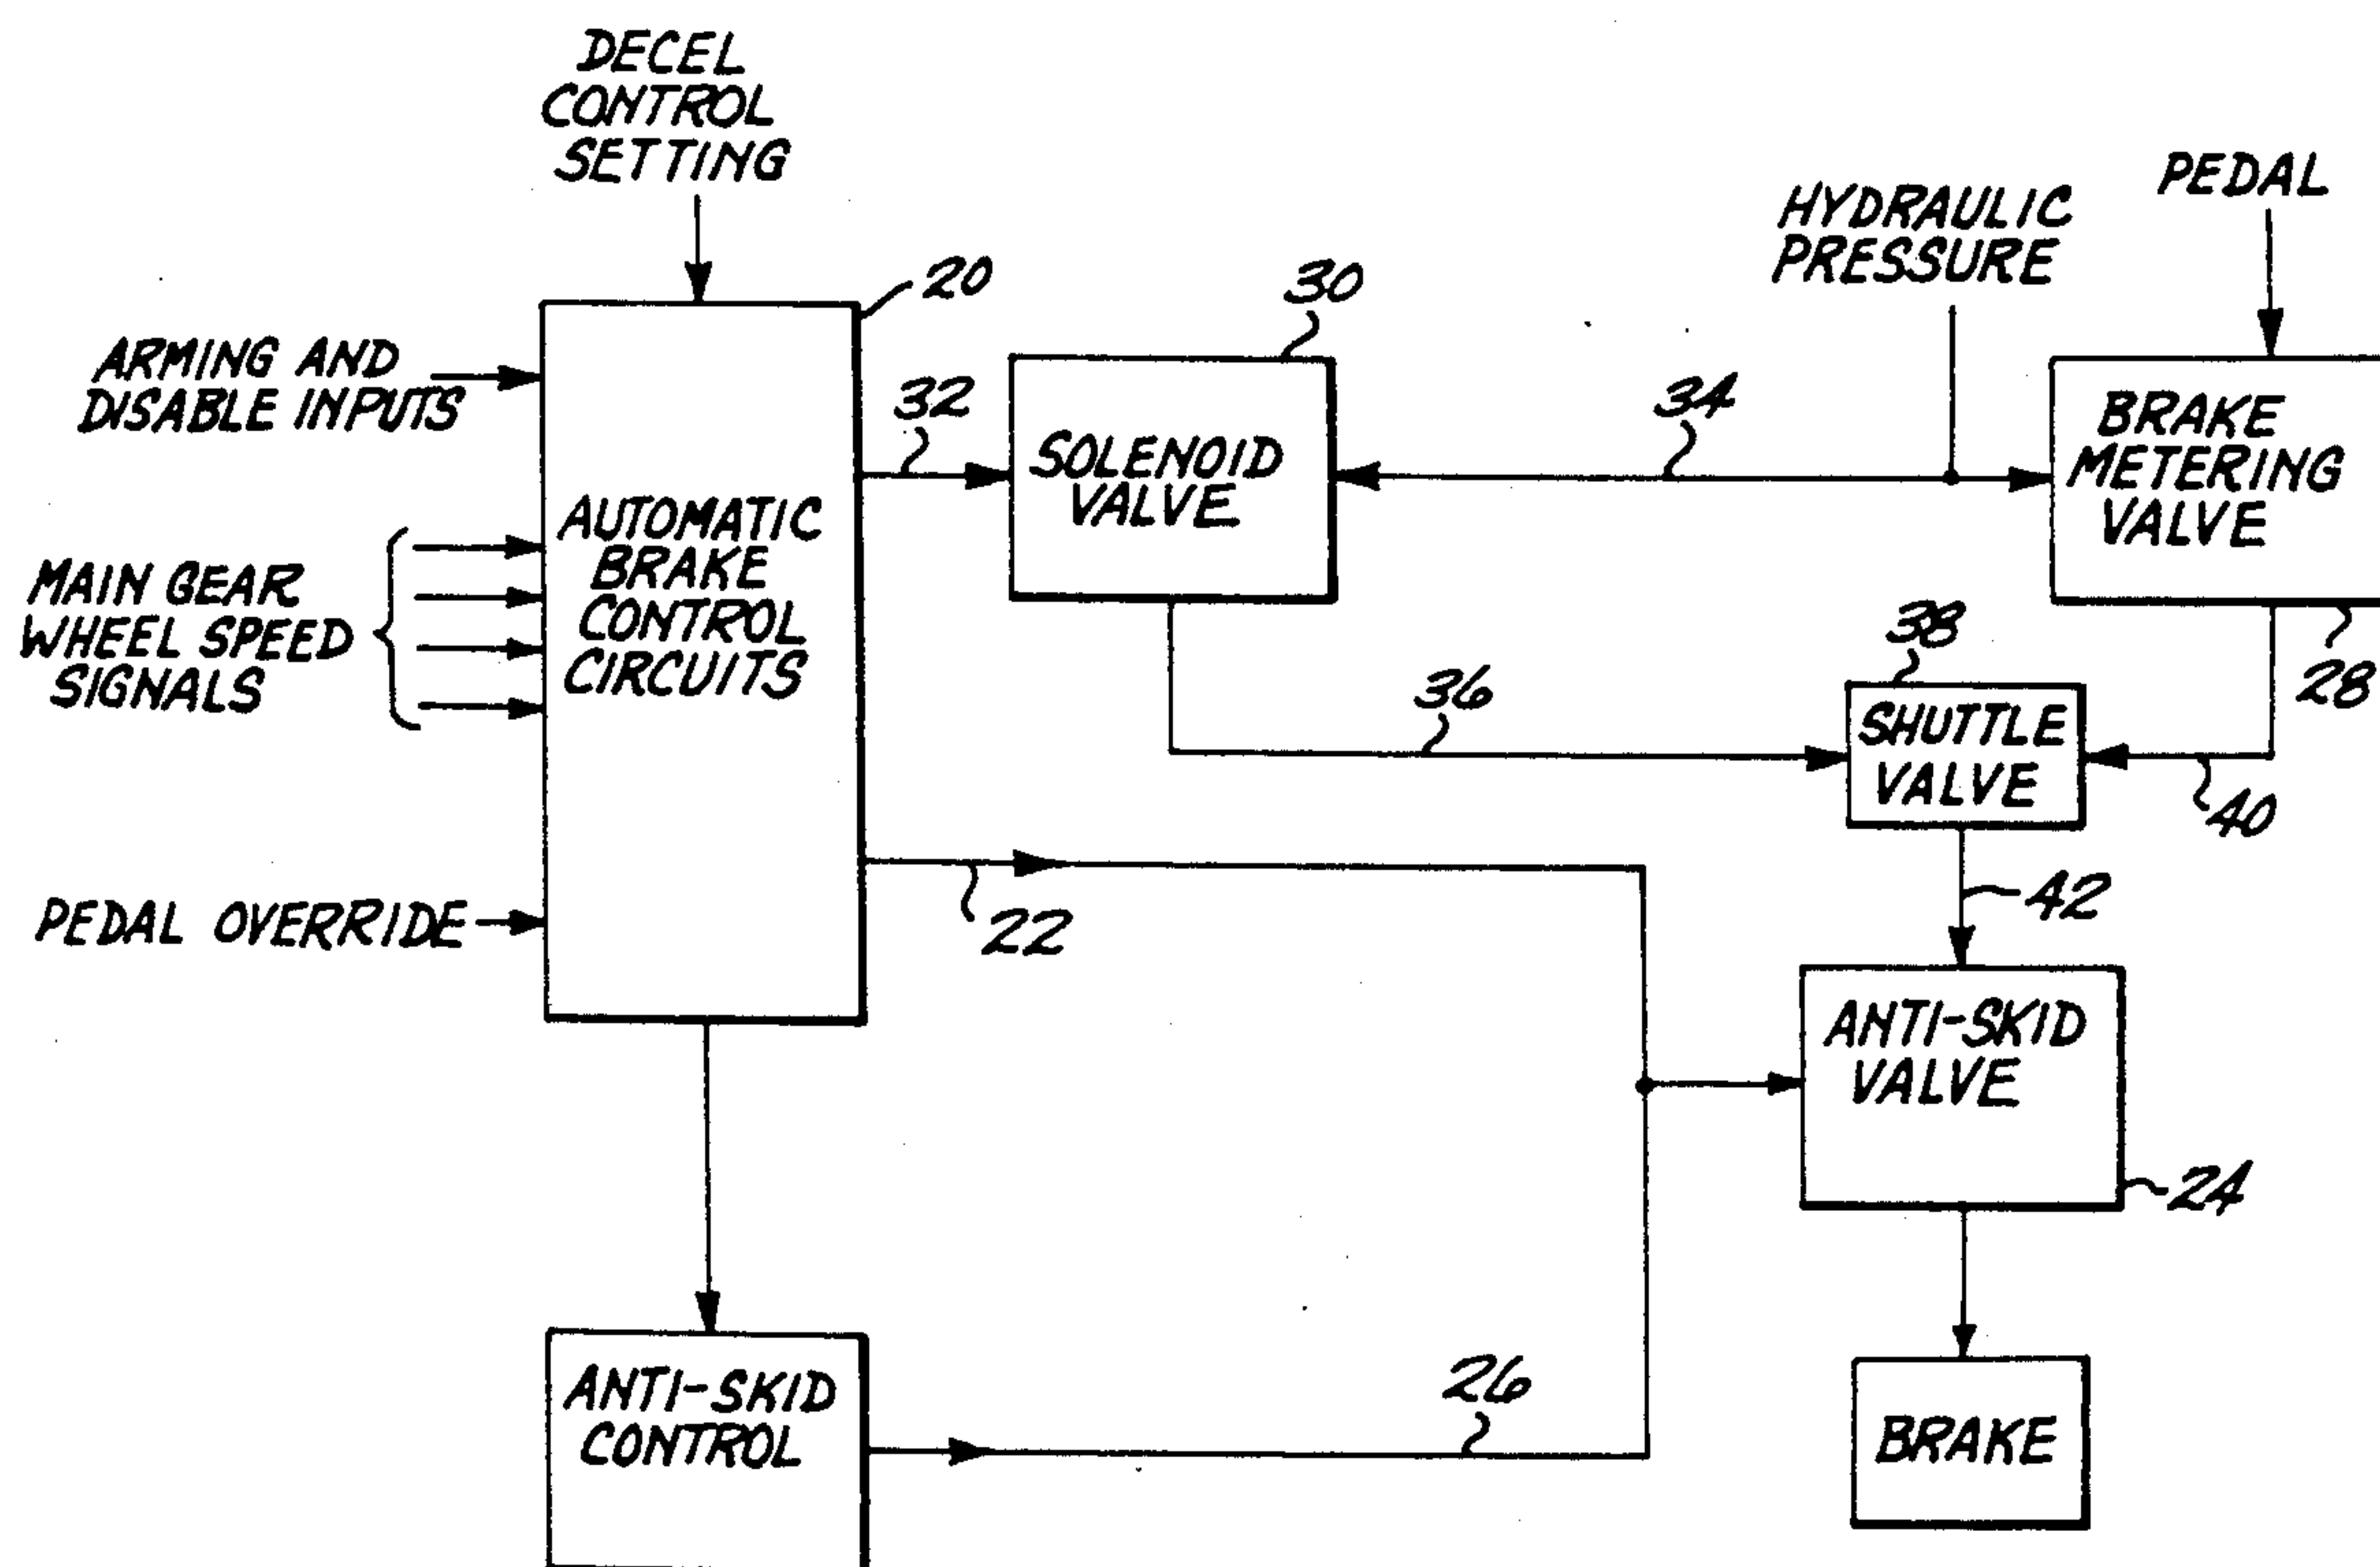 DECEL
CONTROL
SETTING
20
ARMING AND
DISABLE INPUTS
MAIN GEAR
WHEEL SPEED
SIGNALS
PEDAL OVERRIDE
AUTOMATIC
BRAKE
CONTROL
CIRCUITS
32
30
SOLENOID
VALVE
34
HYDRAULIC
PRESSURE
PEDAL
BRAKE
METERING
VALVE
28
36
38
SHUTTLE
VALVE
40
22
42
ANTI-SKID
VALVE
24
ANTI-SKID
CONTROL
26
BRAKE